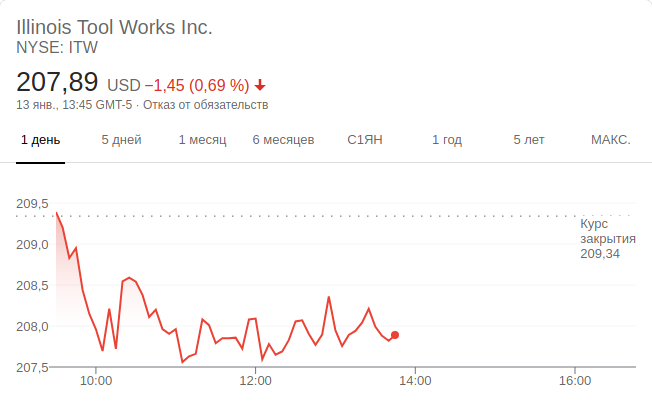 Illinois Tool Works Inc.
NYSE: ITW
207,89 USD −1,45 (0,69 %)
13 янв., 13:45 GMT-5 · Отказ от обязательств
1 день 5 дней 1 месяц 6 месяцев С1ЯН 1 год 5 лет МАКС.
209,5
Курс
закрытия
209,34
209,0
208,5
208,0
207,5
10:00 12:00 14:00 16:00